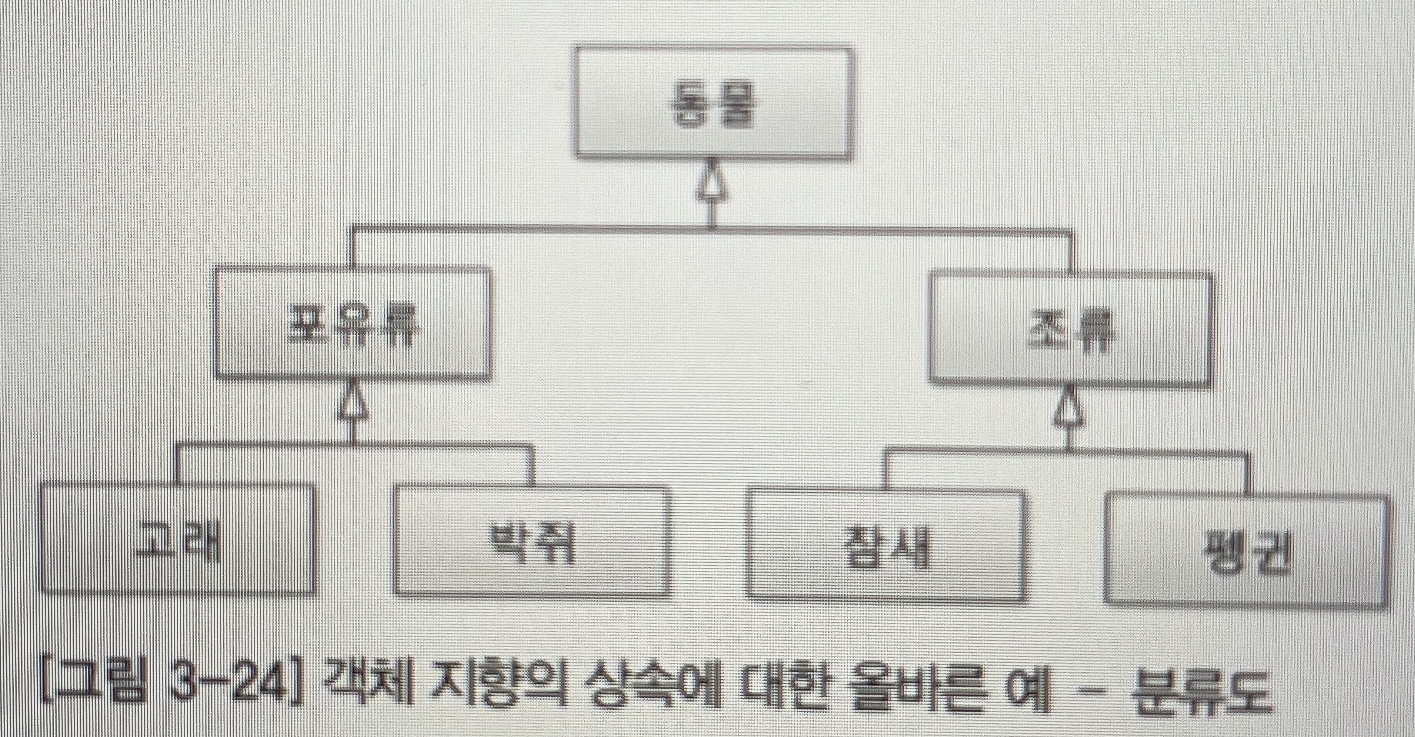 동물
포유류 조류
고래 박쥐 참새 펭귄
[그림 3-24] 객체 지향의 상속에 대한 올바른 예 - 분류도